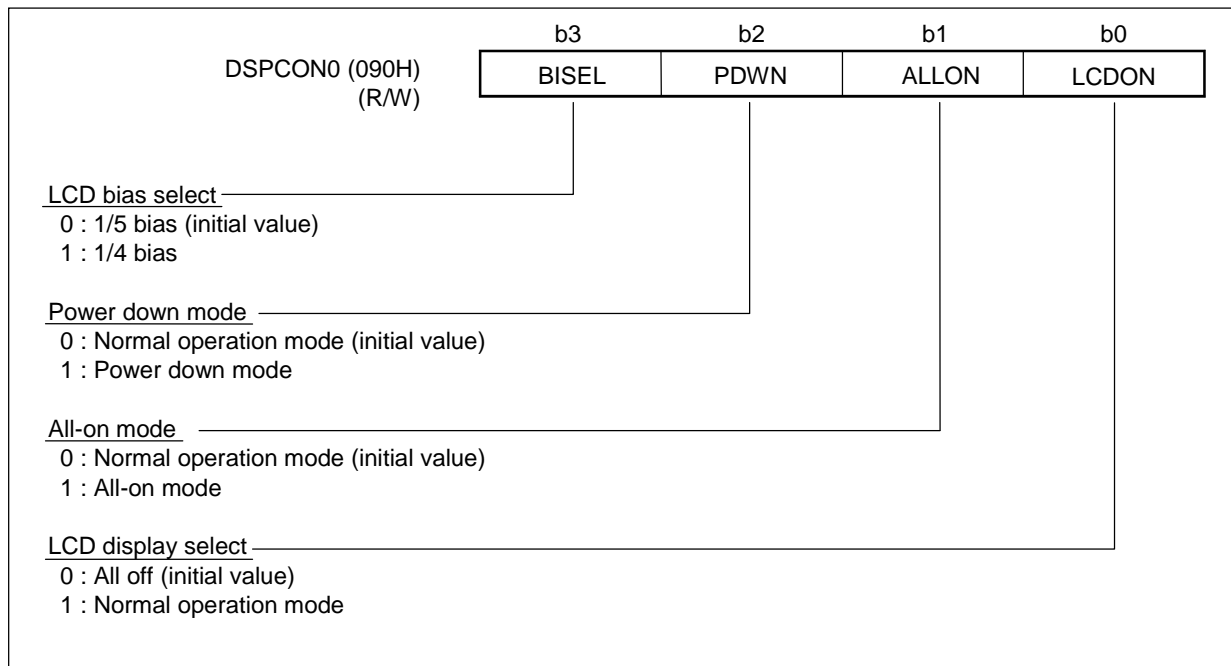 b3 b2 b1 b0
DSPCON0 (090H) BISEL PDWN ALLON LCDON
(R/W)
LCD bias select
0 : 1/5 bias (initial value)
1 : 1/4 bias
Power down mode
0 : Normal operation mode (initial value)
1 : Power down mode
All-on mode
0 : Normal operation mode (initial value)
1 : All-on mode
LCD display select
0 : All off (initial value)
1 : Normal operation mode